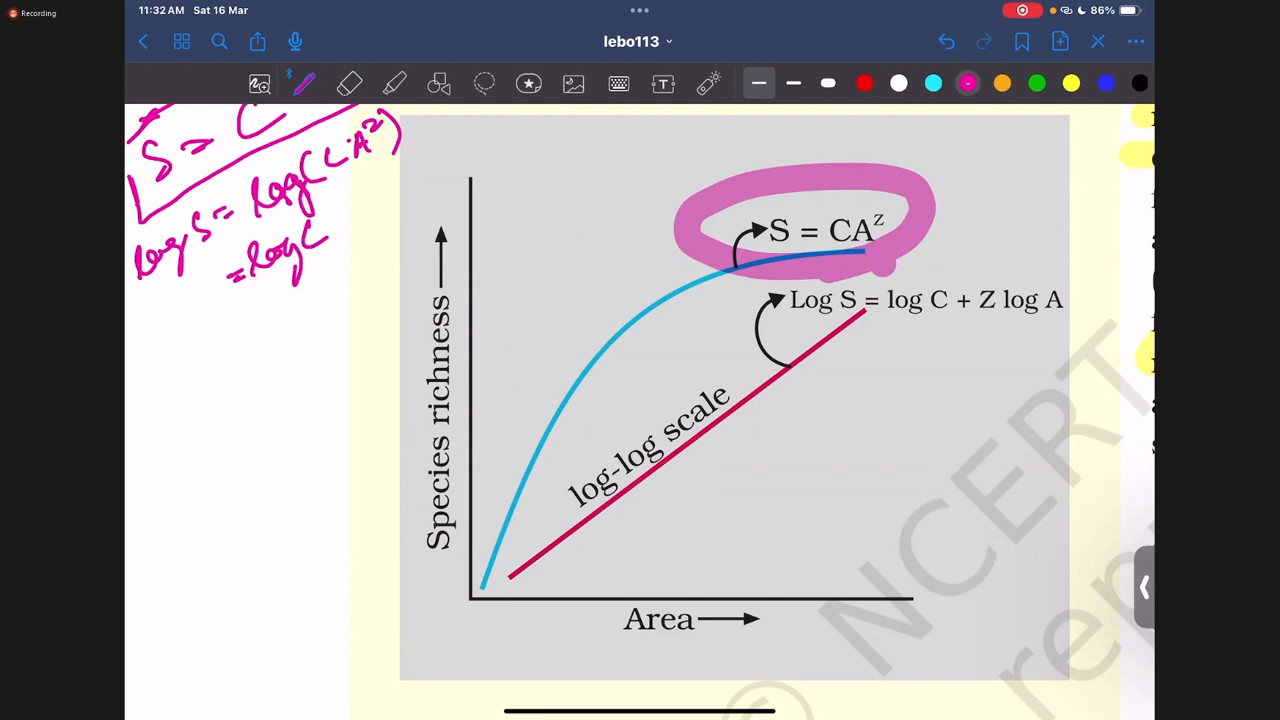 Recording
11:32 AM Sat 16 Mar
86%
lebo113
S = C
log S = log(C·A^z)
= log C
S = CA^z
Log S = log C + Z log A
log-log scale
Species richness
Area
© NCERT